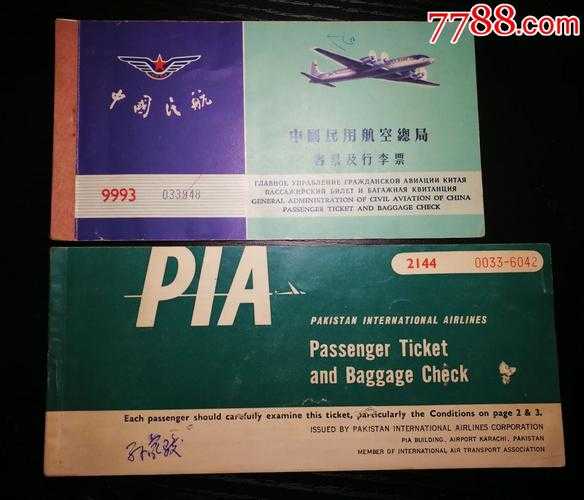 7788.com
中國民航
中國民用航空總局
客票及行李票
9993 033948
ГЛАВНОЕ УПРАВЛЕНИЕ ГРАЖДАНСКОЙ АВИАЦИИ КИТАЯ
ПАССАЖИРСКИЙ БИЛЕТ И БАГАЖНАЯ КВИТАНЦИЯ
GENERAL ADMINISTRATION OF CIVIL AVIATION OF CHINA
PASSENGER TICKET AND BAGGAGE CHECK
2144 0033-6042
PIA
PAKISTAN INTERNATIONAL AIRLINES
Passenger Ticket
and Baggage Check
Each passenger should carefully examine this ticket, particularly the Conditions on page 2 & 3.
ISSUED BY PAKISTAN INTERNATIONAL AIRLINES CORPORATION
PIA BUILDING, AIRPORT KARACHI, PAKISTAN
MEMBER OF INTERNATIONAL AIR TRANSPORT ASSOCIATION